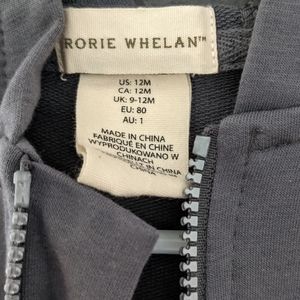 RORIE WHELAN™
US: 12M
CA: 12M
UK: 9-12M
EU: 80
AU: 1
MADE IN CHINA
FABRIQUÉ EN CHINE
WYPRODUKOWANO W
CHINACH